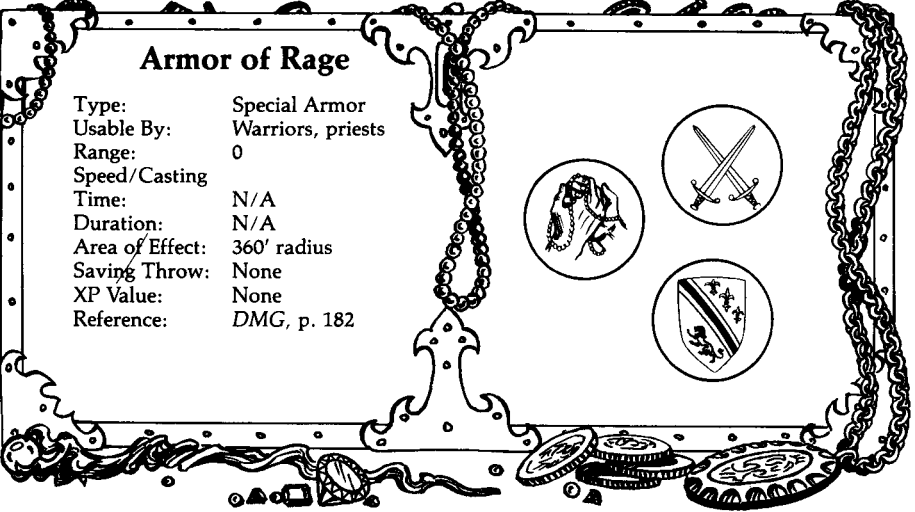 Armor of Rage
Type: Special Armor
Usable By: Warriors, priests
Range: 0
Speed/Casting
Time: N/A
Duration: N/A
Area of Effect: 360' radius
Saving Throw: None
XP Value: None
Reference: DMG, p. 182